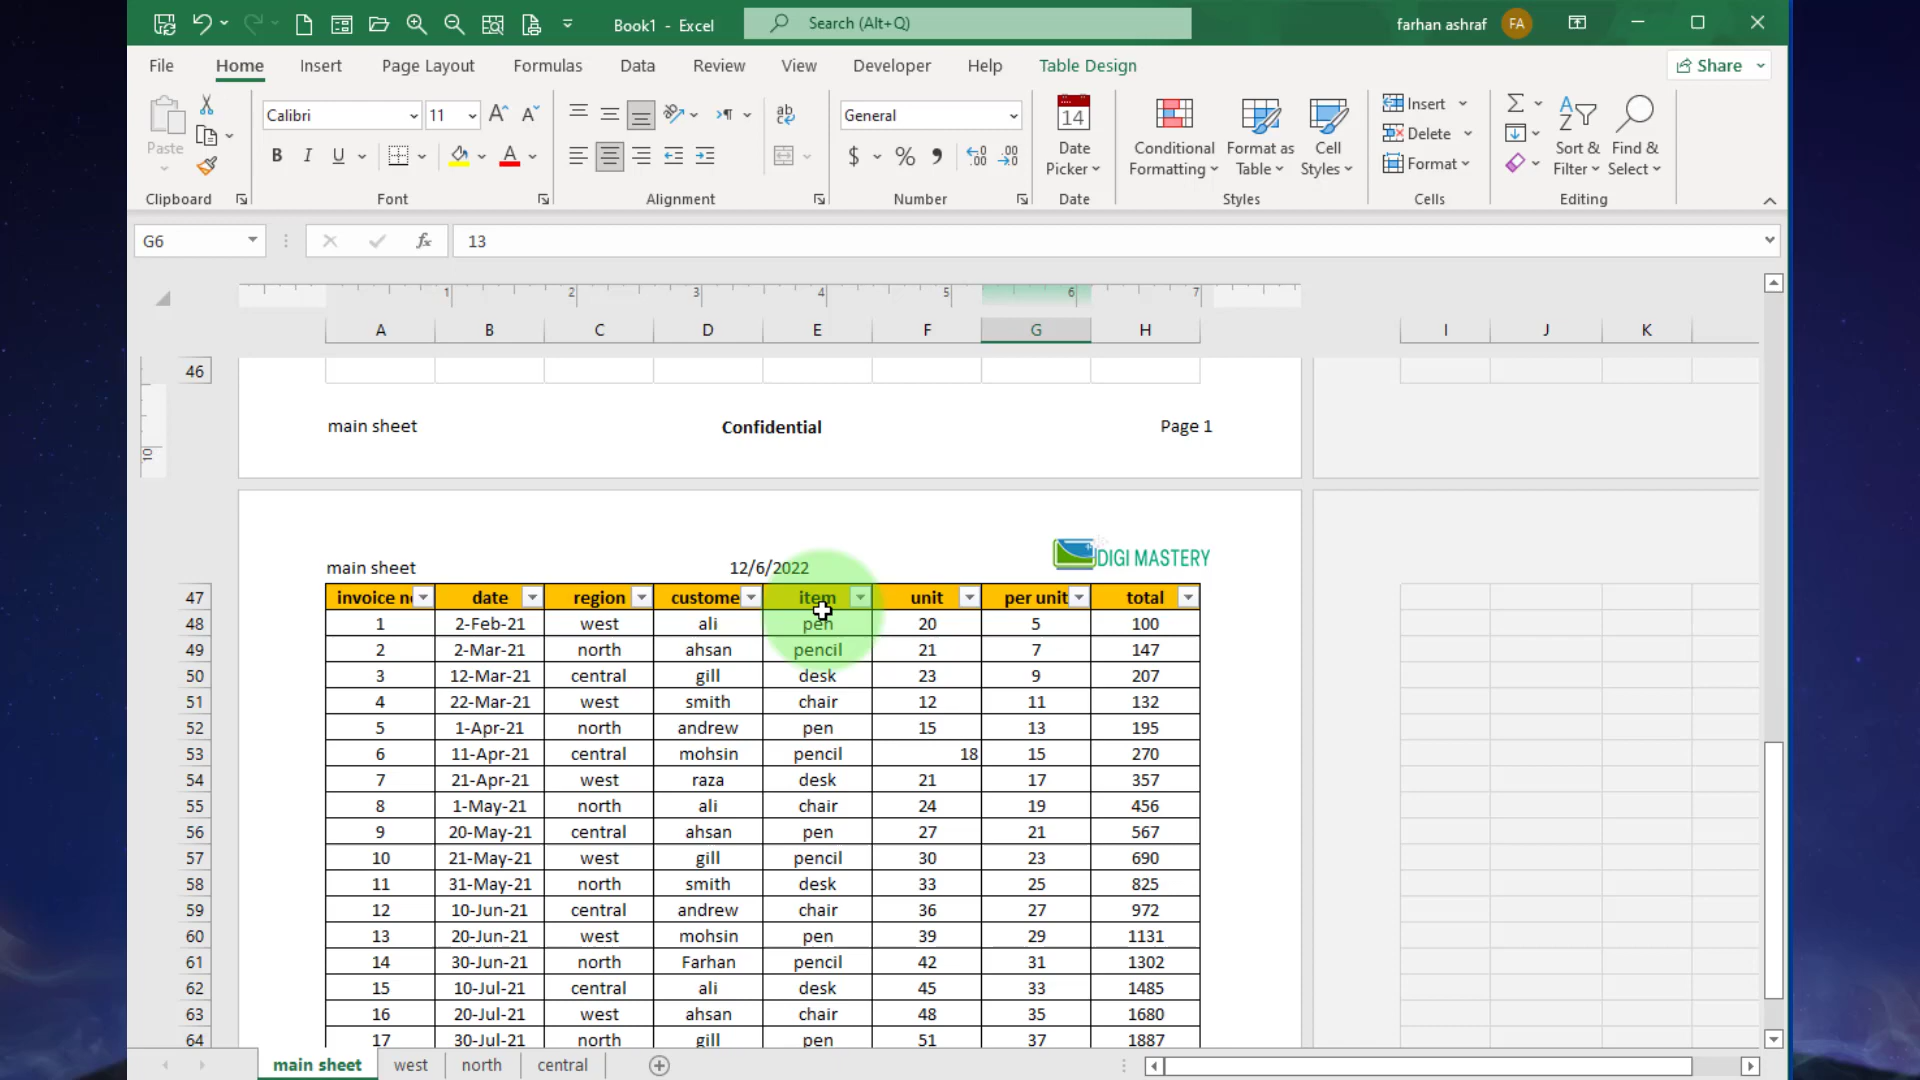 Book1 - Excel
Search (Alt+Q)
farhan ashraf FA
File Home Insert Page Layout Formulas Data Review View Developer Help Table Design Share
Paste
Clipboard
Calibri 11
B I U A
Font
ab
Alignment
General
$ % 9
Number
14
Date
Picker
Date
Conditional
Formatting
Format as
Table
Cell
Styles
Styles
Insert
Delete
Format
Cells
Sort &
Filter
Find &
Select
Editing
G6 fx 13
1 2 3 4 5 6 7
A B C D E F G H I J K
46
main sheet Confidential Page 1
10
main sheet 12/6/2022 DIGI MASTERY
47 invoice n date region custome item unit per unit total
48 1 2-Feb-21 west ali pen 20 5 100
49 2 2-Mar-21 north ahsan pencil 21 7 147
50 3 12-Mar-21 central gill desk 23 9 207
51 4 22-Mar-21 west smith chair 12 11 132
52 5 1-Apr-21 north andrew pen 15 13 195
53 6 11-Apr-21 central mohsin pencil 18 15 270
54 7 21-Apr-21 west raza desk 21 17 357
55 8 1-May-21 north ali chair 24 19 456
56 9 20-May-21 central ahsan pen 27 21 567
57 10 21-May-21 west gill pencil 30 23 690
58 11 31-May-21 north smith desk 33 25 825
59 12 10-Jun-21 central andrew chair 36 27 972
60 13 20-Jun-21 west mohsin pen 39 29 1131
61 14 30-Jun-21 north Farhan pencil 42 31 1302
62 15 10-Jul-21 central ali desk 45 33 1485
63 16 20-Jul-21 west ahsan chair 48 35 1680
64 17 30-Jul-21 north gill pen 51 37 1887
main sheet west north central